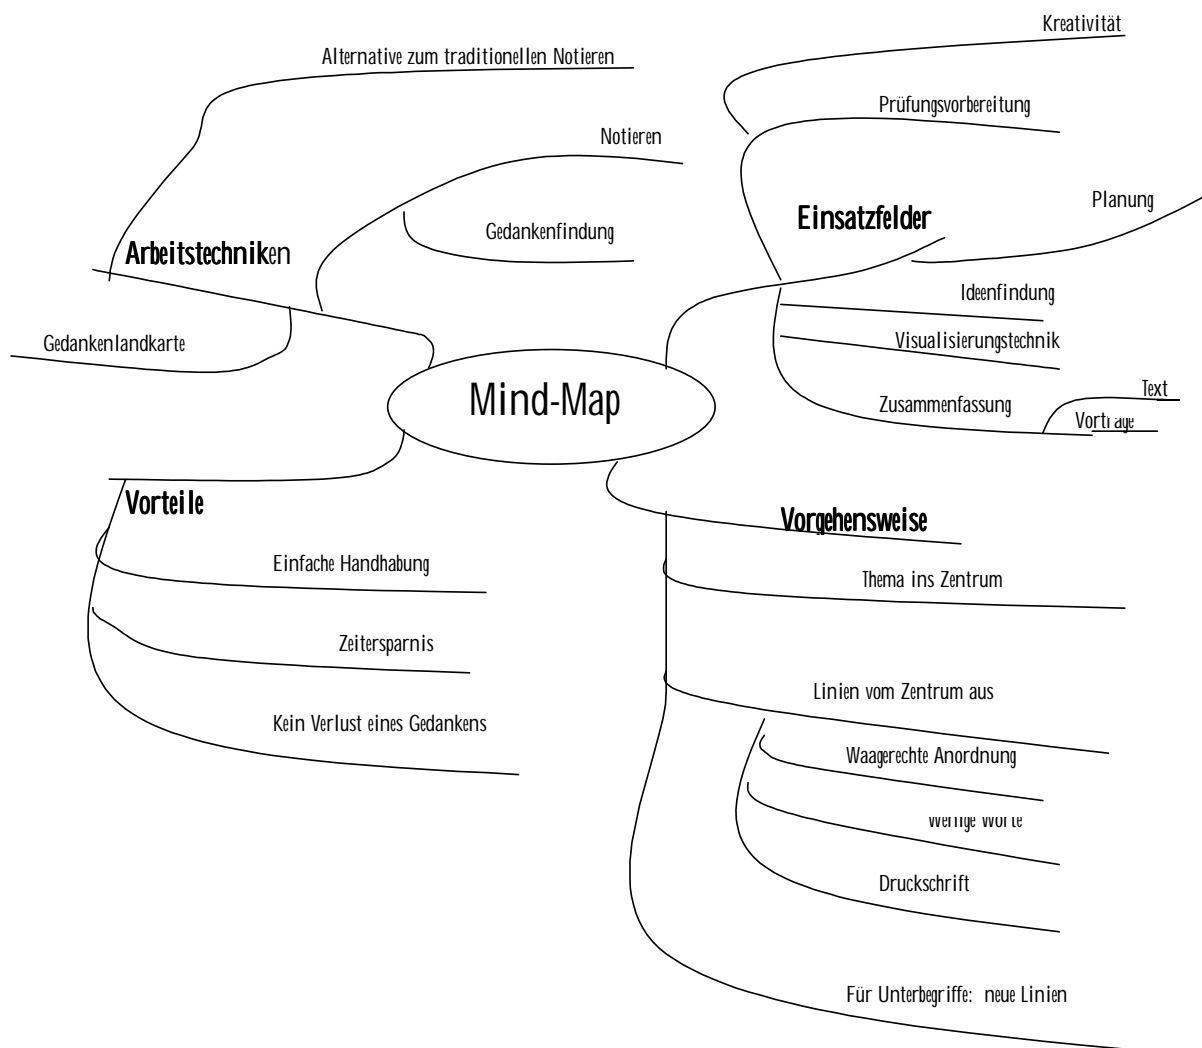 Kreativität
Alternative zum traditionellen Notieren
Prüfungsvorbereitung
Notieren
Planung
Einsatzfelder
Gedankenfindung
Arbeitstechniken
Ideenfindung
Gedankenlandkarte
Visualisierungstechnik
Mind-Map
Text
Zusammenfassung
Vorträge
Vorteile
Vorgehensweise
Einfache Handhabung
Thema ins Zentrum
Zeitersparnis
Linien vom Zentrum aus
Kein Verlust eines Gedankens
Waagerechte Anordnung
Wenige Worte
Druckschrift
Für Unterbegriffe: neue Linien